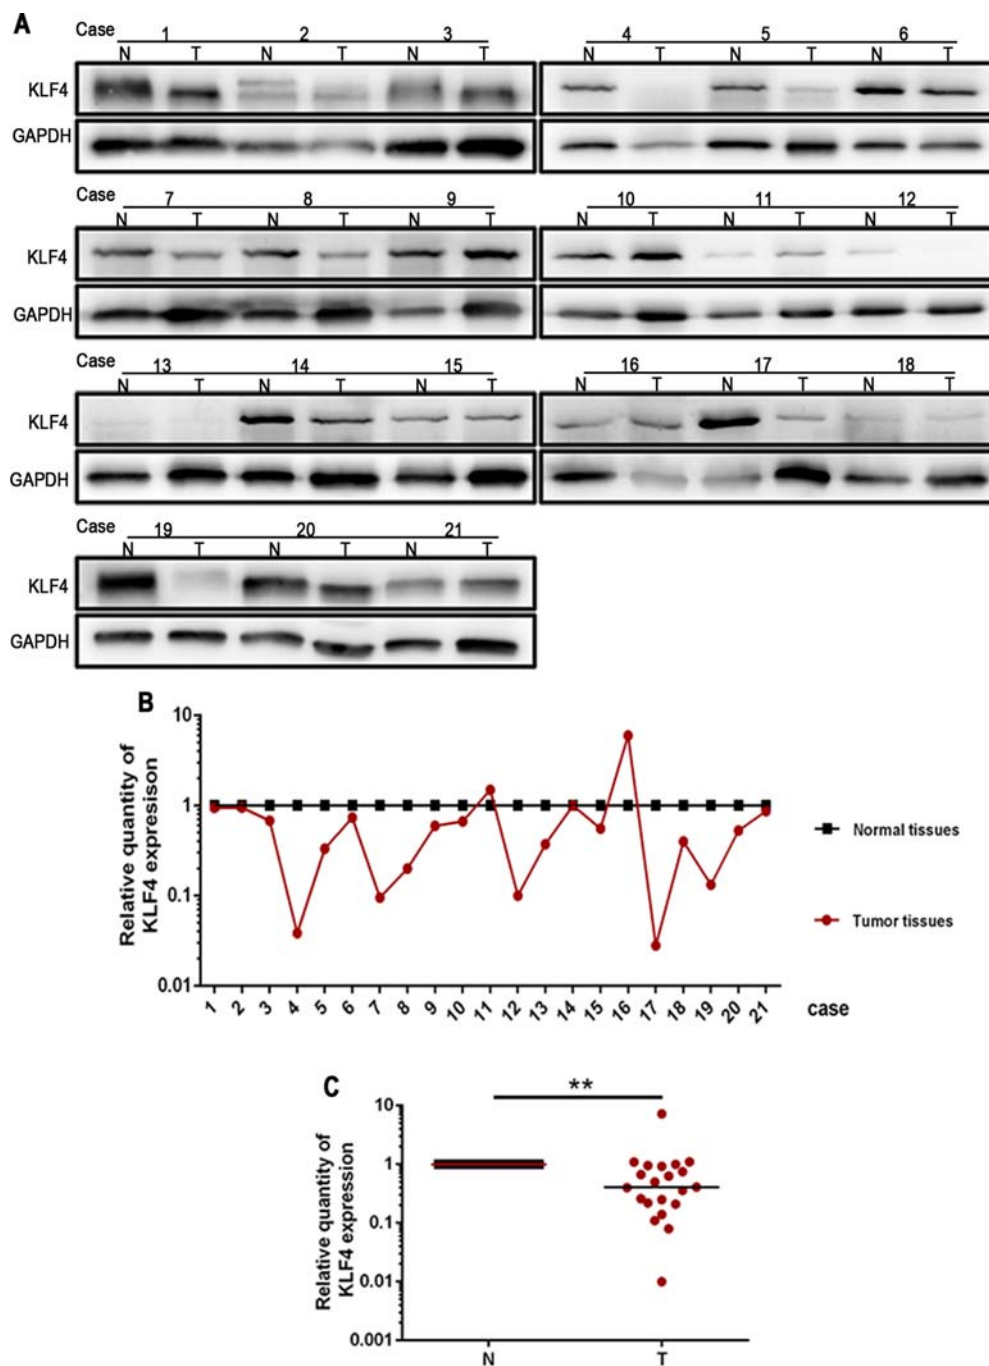 A
Case 1 2 3 4 5 6
N T N T N T N T N T N T
KLF4
GAPDH
Case 7 8 9 10 11 12
N T N T N T N T N T N T
KLF4
GAPDH
Case 13 14 15 16 17 18
N T N T N T N T N T N T
KLF4
GAPDH
Case 19 20 21
N T N T N T
KLF4
GAPDH
B
Relative quantity of
KLF4 expresison
10
1
0.1
0.01
1 2 3 4 5 6 7 8 9 10 11 12 13 14 15 16 17 18 19 20 21
case
Normal tissues
Tumor tissues
C
**
Relative quantity of
KLF4 expression
10
1
0.1
0.01
0.001
N T